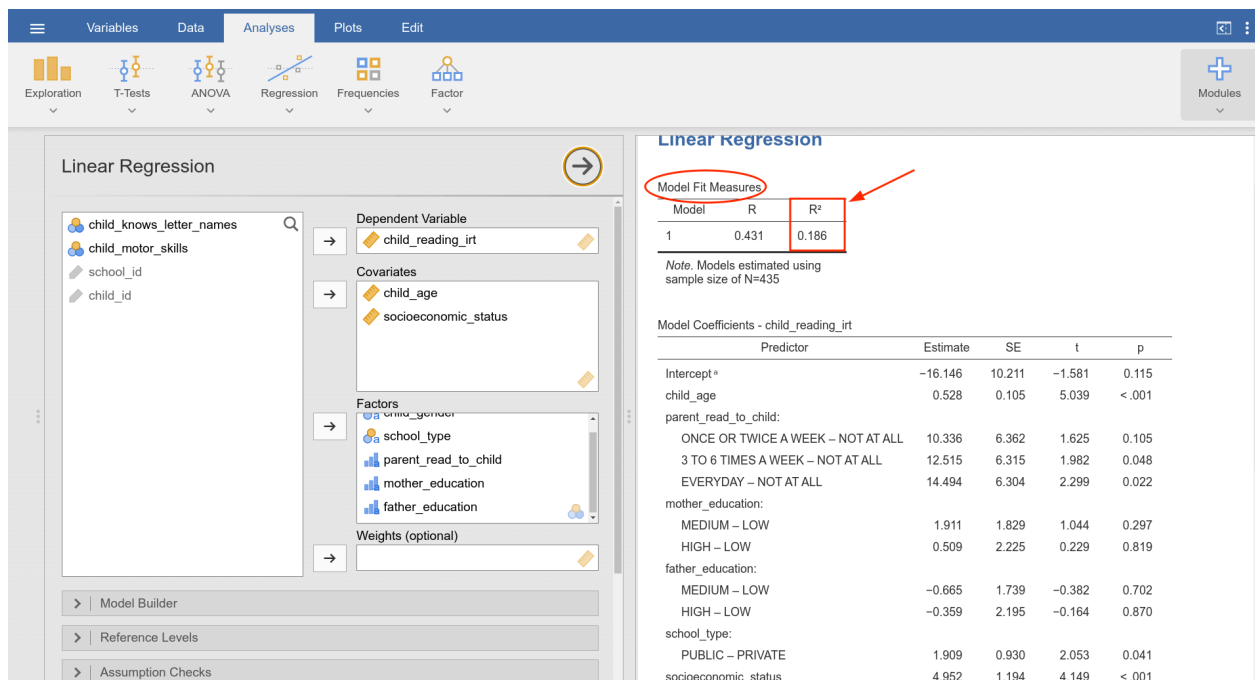 Variables Data Analyses Plots Edit
Exploration T-Tests ANOVA Regression Frequencies Factor Modules
Linear Regression
child_knows_letter_names
child_motor_skills
school_id
child_id
Dependent Variable
child_reading_irt
Covariates
child_age
socioeconomic_status
Factors
child_gender
school_type
parent_read_to_child
mother_education
father_education
Weights (optional)
Model Builder
Reference Levels
Assumption Checks
Linear Regression
Model Fit Measures
Model R R²
1 0.431 0.186
Note. Models estimated using
sample size of N=435
Model Coefficients - child_reading_irt
Predictor Estimate SE t p
Intercept ᵃ −16.146 10.211 −1.581 0.115
child_age 0.528 0.105 5.039 < .001
parent_read_to_child:
ONCE OR TWICE A WEEK – NOT AT ALL 10.336 6.362 1.625 0.105
3 TO 6 TIMES A WEEK – NOT AT ALL 12.515 6.315 1.982 0.048
EVERYDAY – NOT AT ALL 14.494 6.304 2.299 0.022
mother_education:
MEDIUM – LOW 1.911 1.829 1.044 0.297
HIGH – LOW 0.509 2.225 0.229 0.819
father_education:
MEDIUM – LOW −0.665 1.739 −0.382 0.702
HIGH – LOW −0.359 2.195 −0.164 0.870
school_type:
PUBLIC – PRIVATE 1.909 0.930 2.053 0.041
socioeconomic_status 4.952 1.194 4.149 < .001